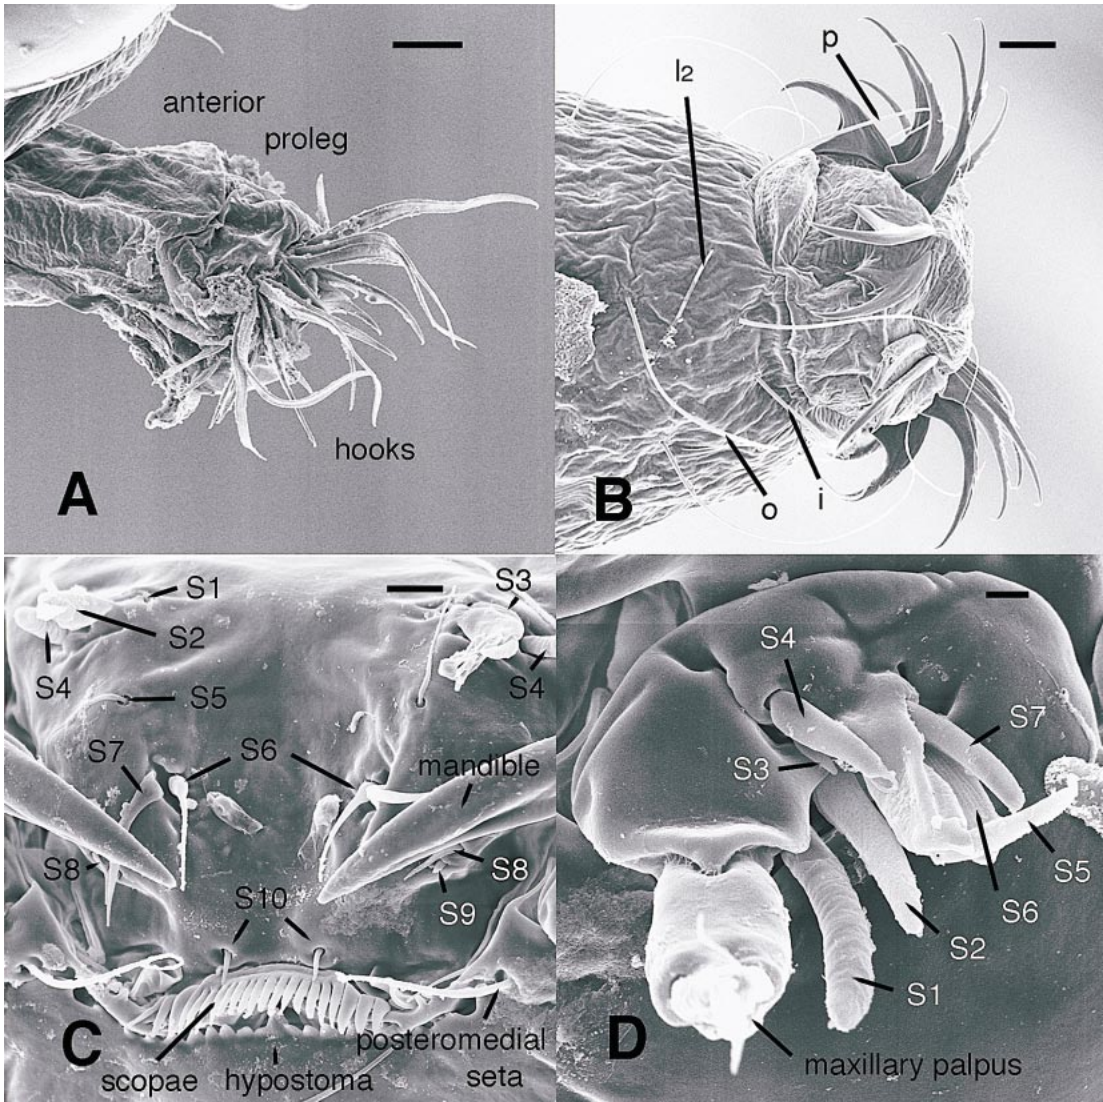 anterior
proleg
hooks
A
p
l2
B
o
i
S1
S2
S3
S4
S4
S5
S7
S6
mandible
S8
S8
S9
S10
C
posteromedial
seta
scopae
hypostoma
S4
S7
S3
S5
S6
S2
S1
D
maxillary palpus